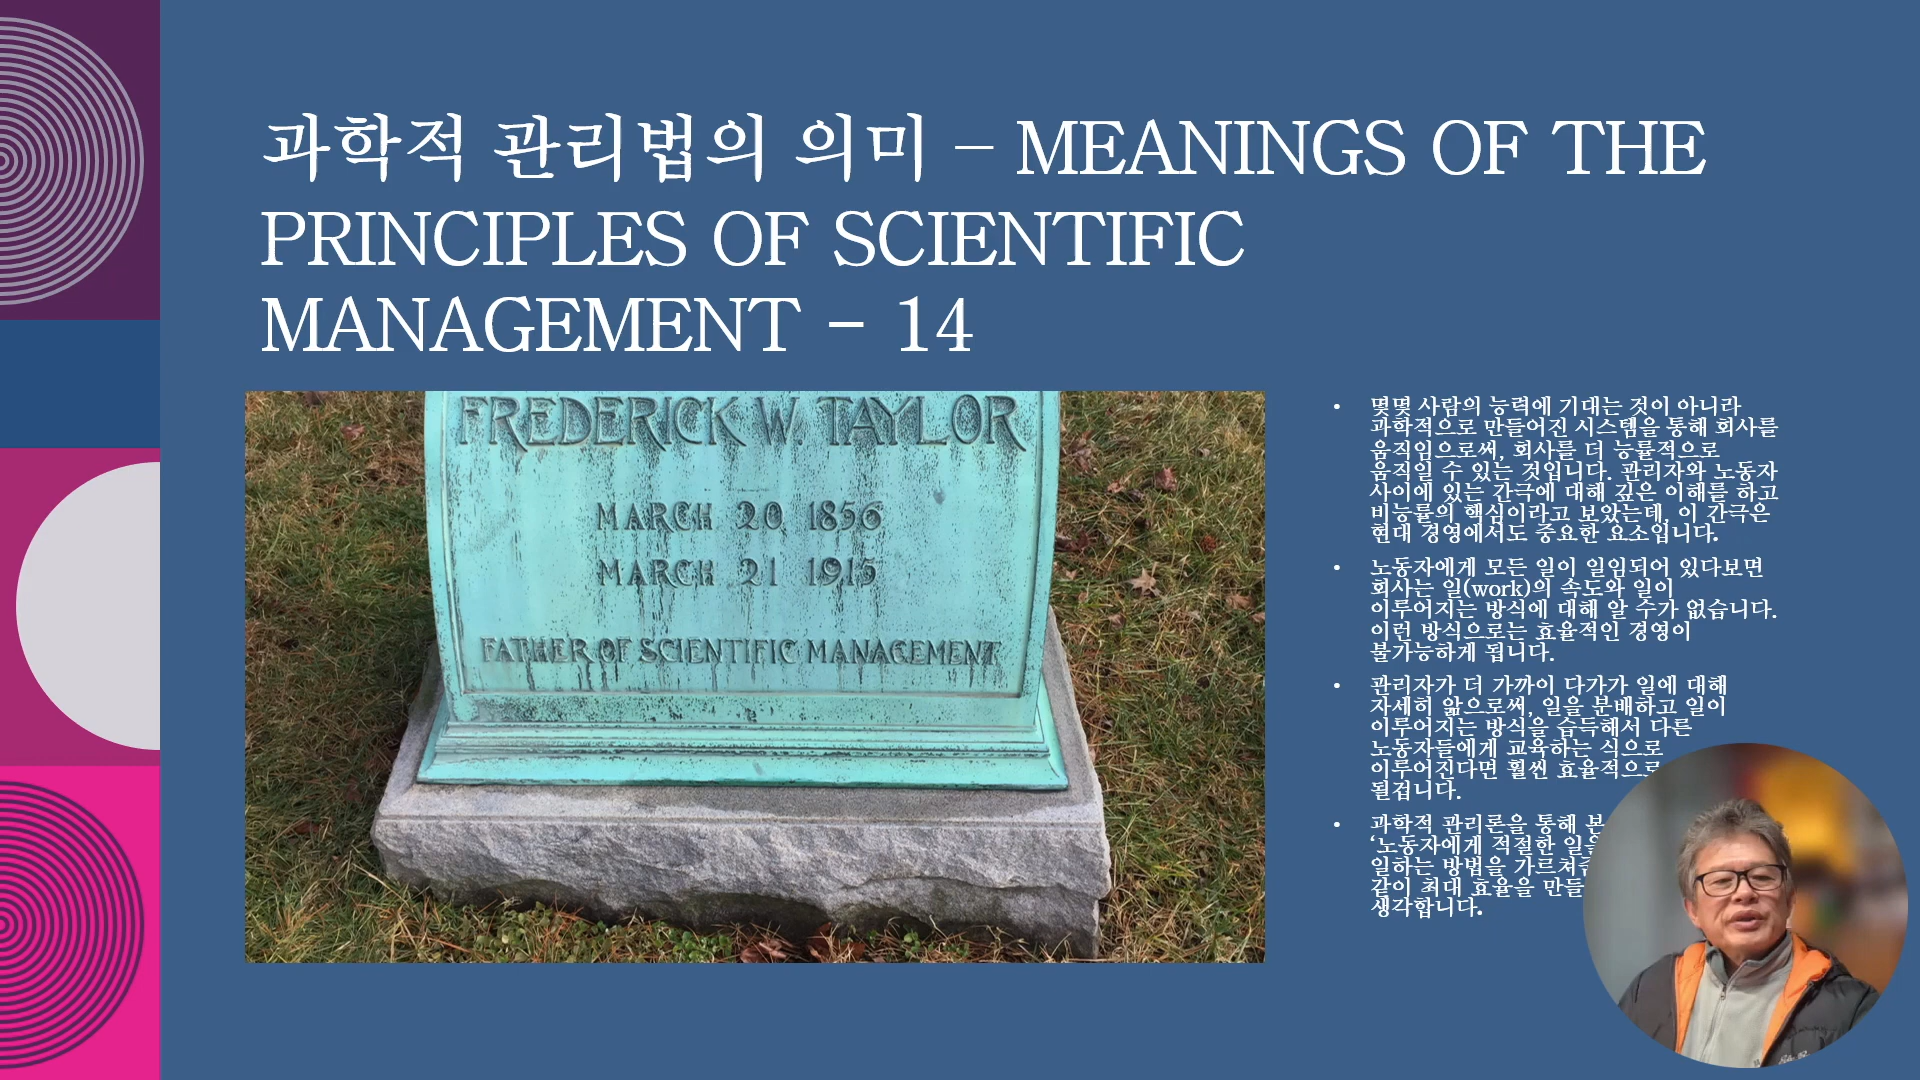 과학적 관리법의 의미 – MEANINGS OF THE
PRINCIPLES OF SCIENTIFIC
MANAGEMENT – 14
FREDERICK W. TAYLOR
MARCH 20 1856
MARCH 21 1915
FATHER OF SCIENTIFIC MANAGEMENT
• 몇몇 사람의 능력에 기대는 것이 아니라
과학적으로 만들어진 시스템을 통해 회사를
움직임으로써, 회사를 더 능률적으로
움직일 수 있는 것입니다. 관리자와 노동자
사이에 있는 간극에 대해 깊은 이해를 하고
비능률의 핵심이라고 보았는데, 이 간극은
현대 경영에서도 중요한 요소입니다.
• 노동자에게 모든 일이 일임되어 있다보면
회사는 일(work)의 속도와 일이
이루어지는 방식에 대해 알 수가 없습니다.
이런 방식으로는 효율적인 경영이
불가능하게 됩니다.
• 관리자가 더 가까이 다가가 일에 대해
자세히 앎으로써, 일을 분배하고 일이
이루어지는 방식을 습득해서 다른
노동자들에게 교육하는 식으로
이루어진다면 훨씬 효율적으로
될겁니다.
• 과학적 관리론을 통해 본
‘노동자에게 적절한 일을
일하는 방법을 가르쳐줌
같이 최대 효율을 만들
생각합니다.